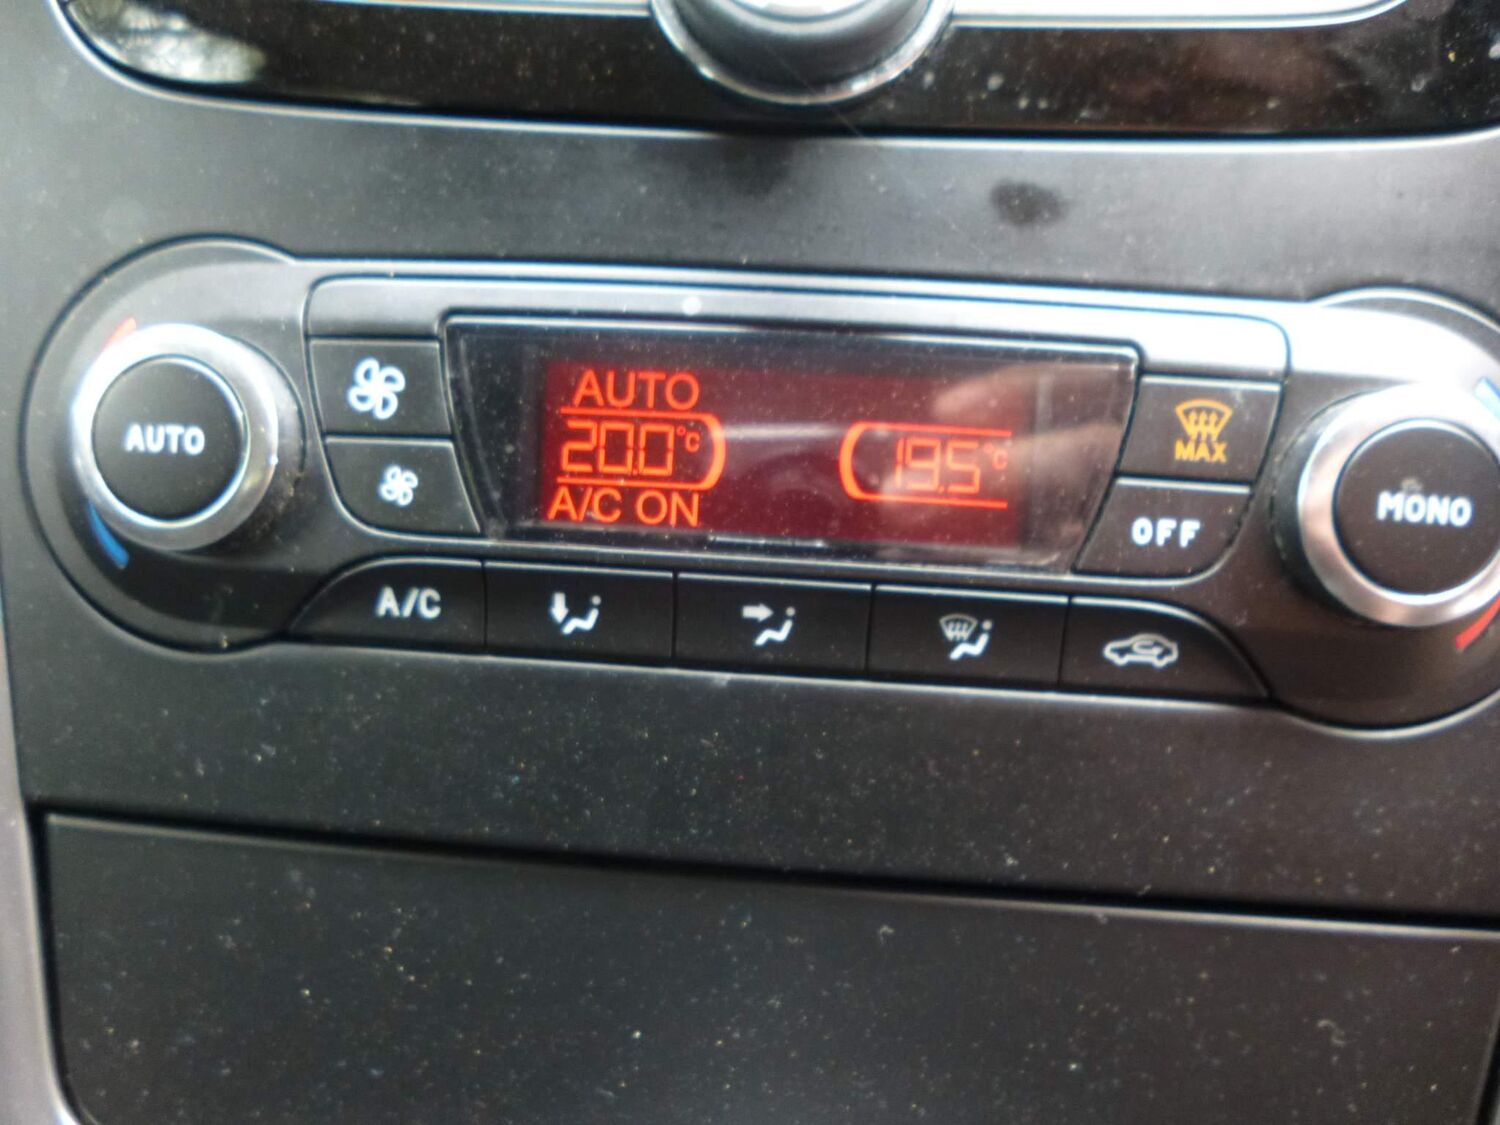 AUTO
AUTO
20.0°C
19.5°C
A/C ON
MAX
OFF
MONO
A/C